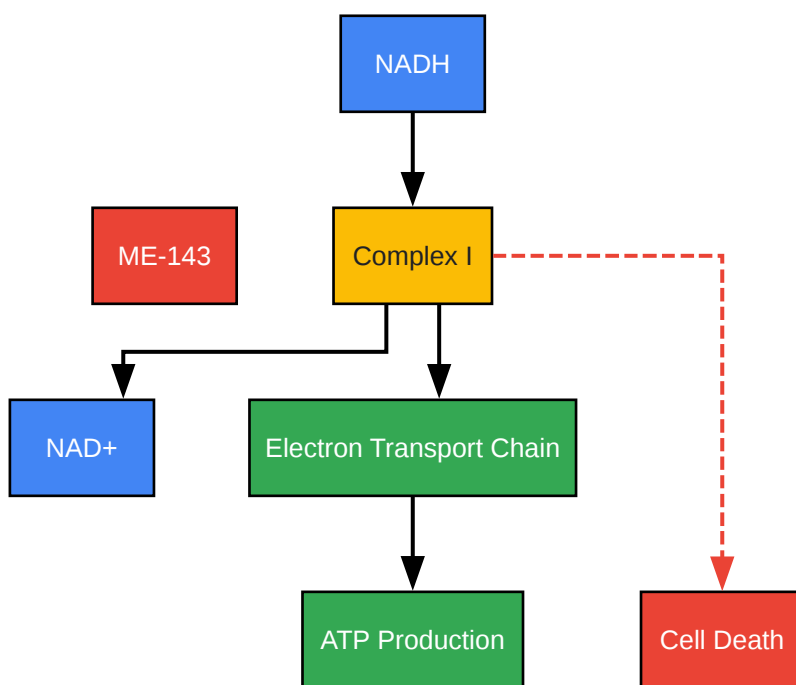 NADH
ME-143
Complex I
NAD+
Electron Transport Chain
ATP Production
Cell Death